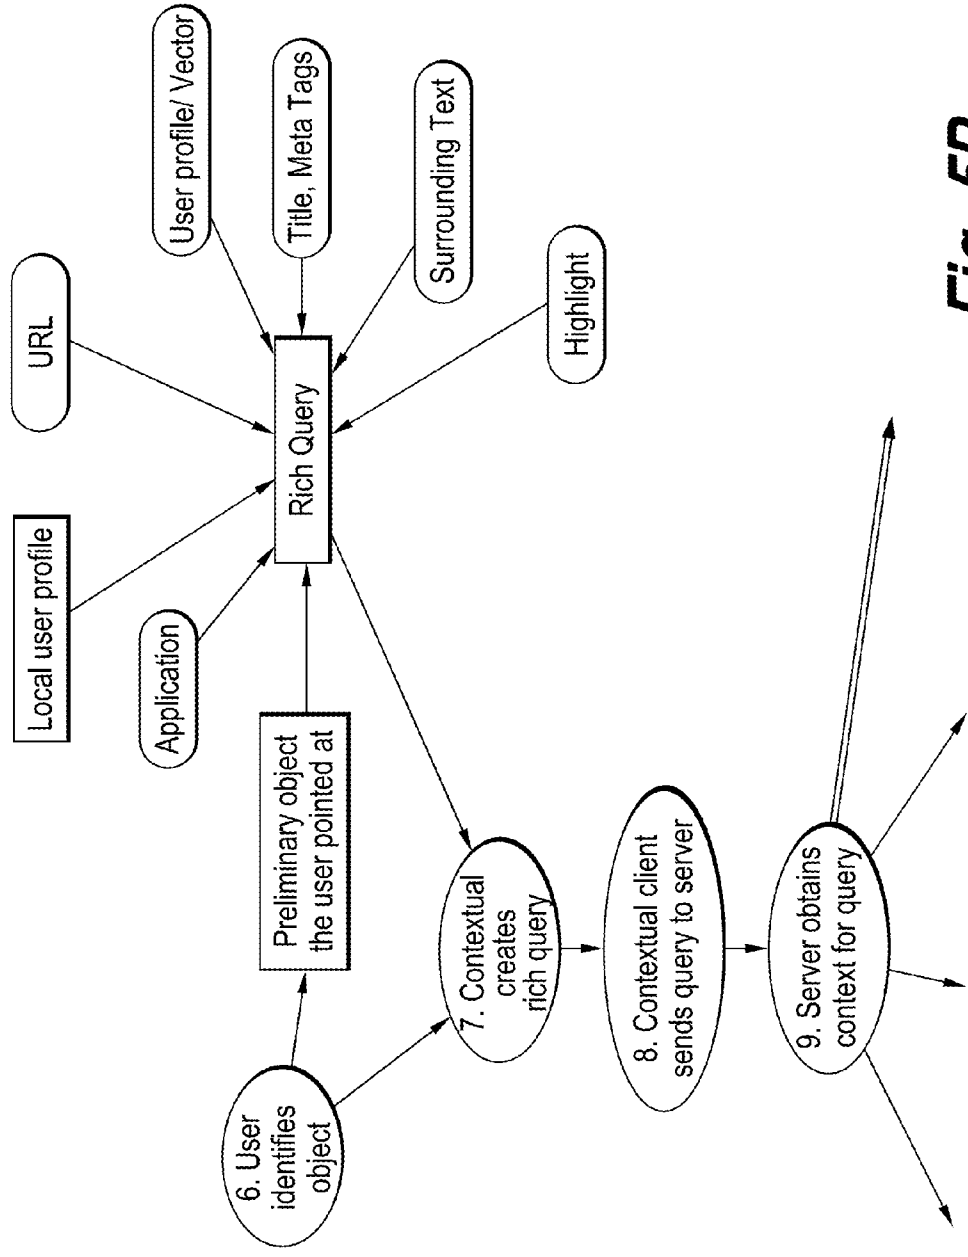 Local user profile
URL
Application
User profile/ Vector
6. User
identifies
object
Preliminary object
the user pointed at
Rich Query
Title, Meta Tags
Surrounding Text
7. Contextual
creates
rich query
Highlight
8. Contextual client
sends query to server
9. Server obtains
context for query
Fig.